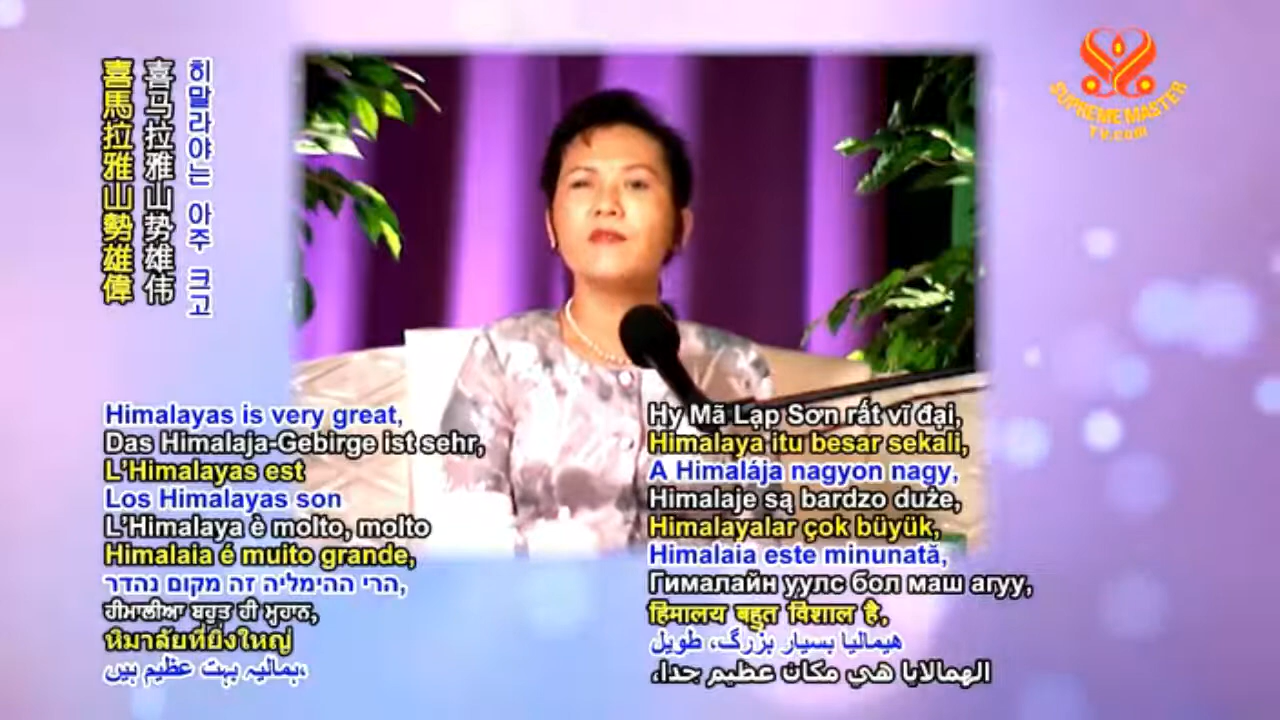 喜馬拉雅山勢雄偉
喜马拉雅山势雄伟
히말라야는 아주 크고
SUPREME MASTER
TV.com
Himalayas is very great,
Das Himalaja-Gebirge ist sehr,
L'Himalayas est
Los Himalayas son
L'Himalaya è molto, molto
Himalaia é muito grande,
הרי ההימליה זה מקום נהדר,
ਹੀਮਾਲੀਆ ਬਹੁਤ ਹੀ ਮੁਹਾਨ,
หิมาลัยที่ยิ่งใหญ่
ہمالیہ بہت عظیم ہیں،
Hy Mã Lạp Sơn rất vĩ đại,
Himalaya itu besar sekali,
A Himalája nagyon nagy,
Himalaje są bardzo duże,
Himalayalar çok büyük,
Himalaia este minunată,
Гималайн уулс бол маш агуу,
हिमालय बहुत विशाल है,
هیمالیا بسیار بزرگ، طویل
الهمالايا هي مكان عظيم جدا،